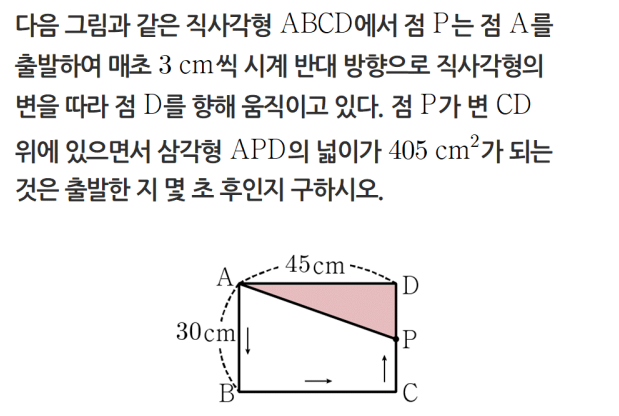 다음 그림과 같은 직사각형 ABCD에서 점 P는 점 A를
출발하여 매초 3 cm씩 시계 반대 방향으로 직사각형의
변을 따라 점 D를 향해 움직이고 있다. 점 P가 변 CD
위에 있으면서 삼각형 APD의 넓이가 405 cm²가 되는
것은 출발한 지 몇 초 후인지 구하시오.
45cm
A
D
30cm
P
B
C